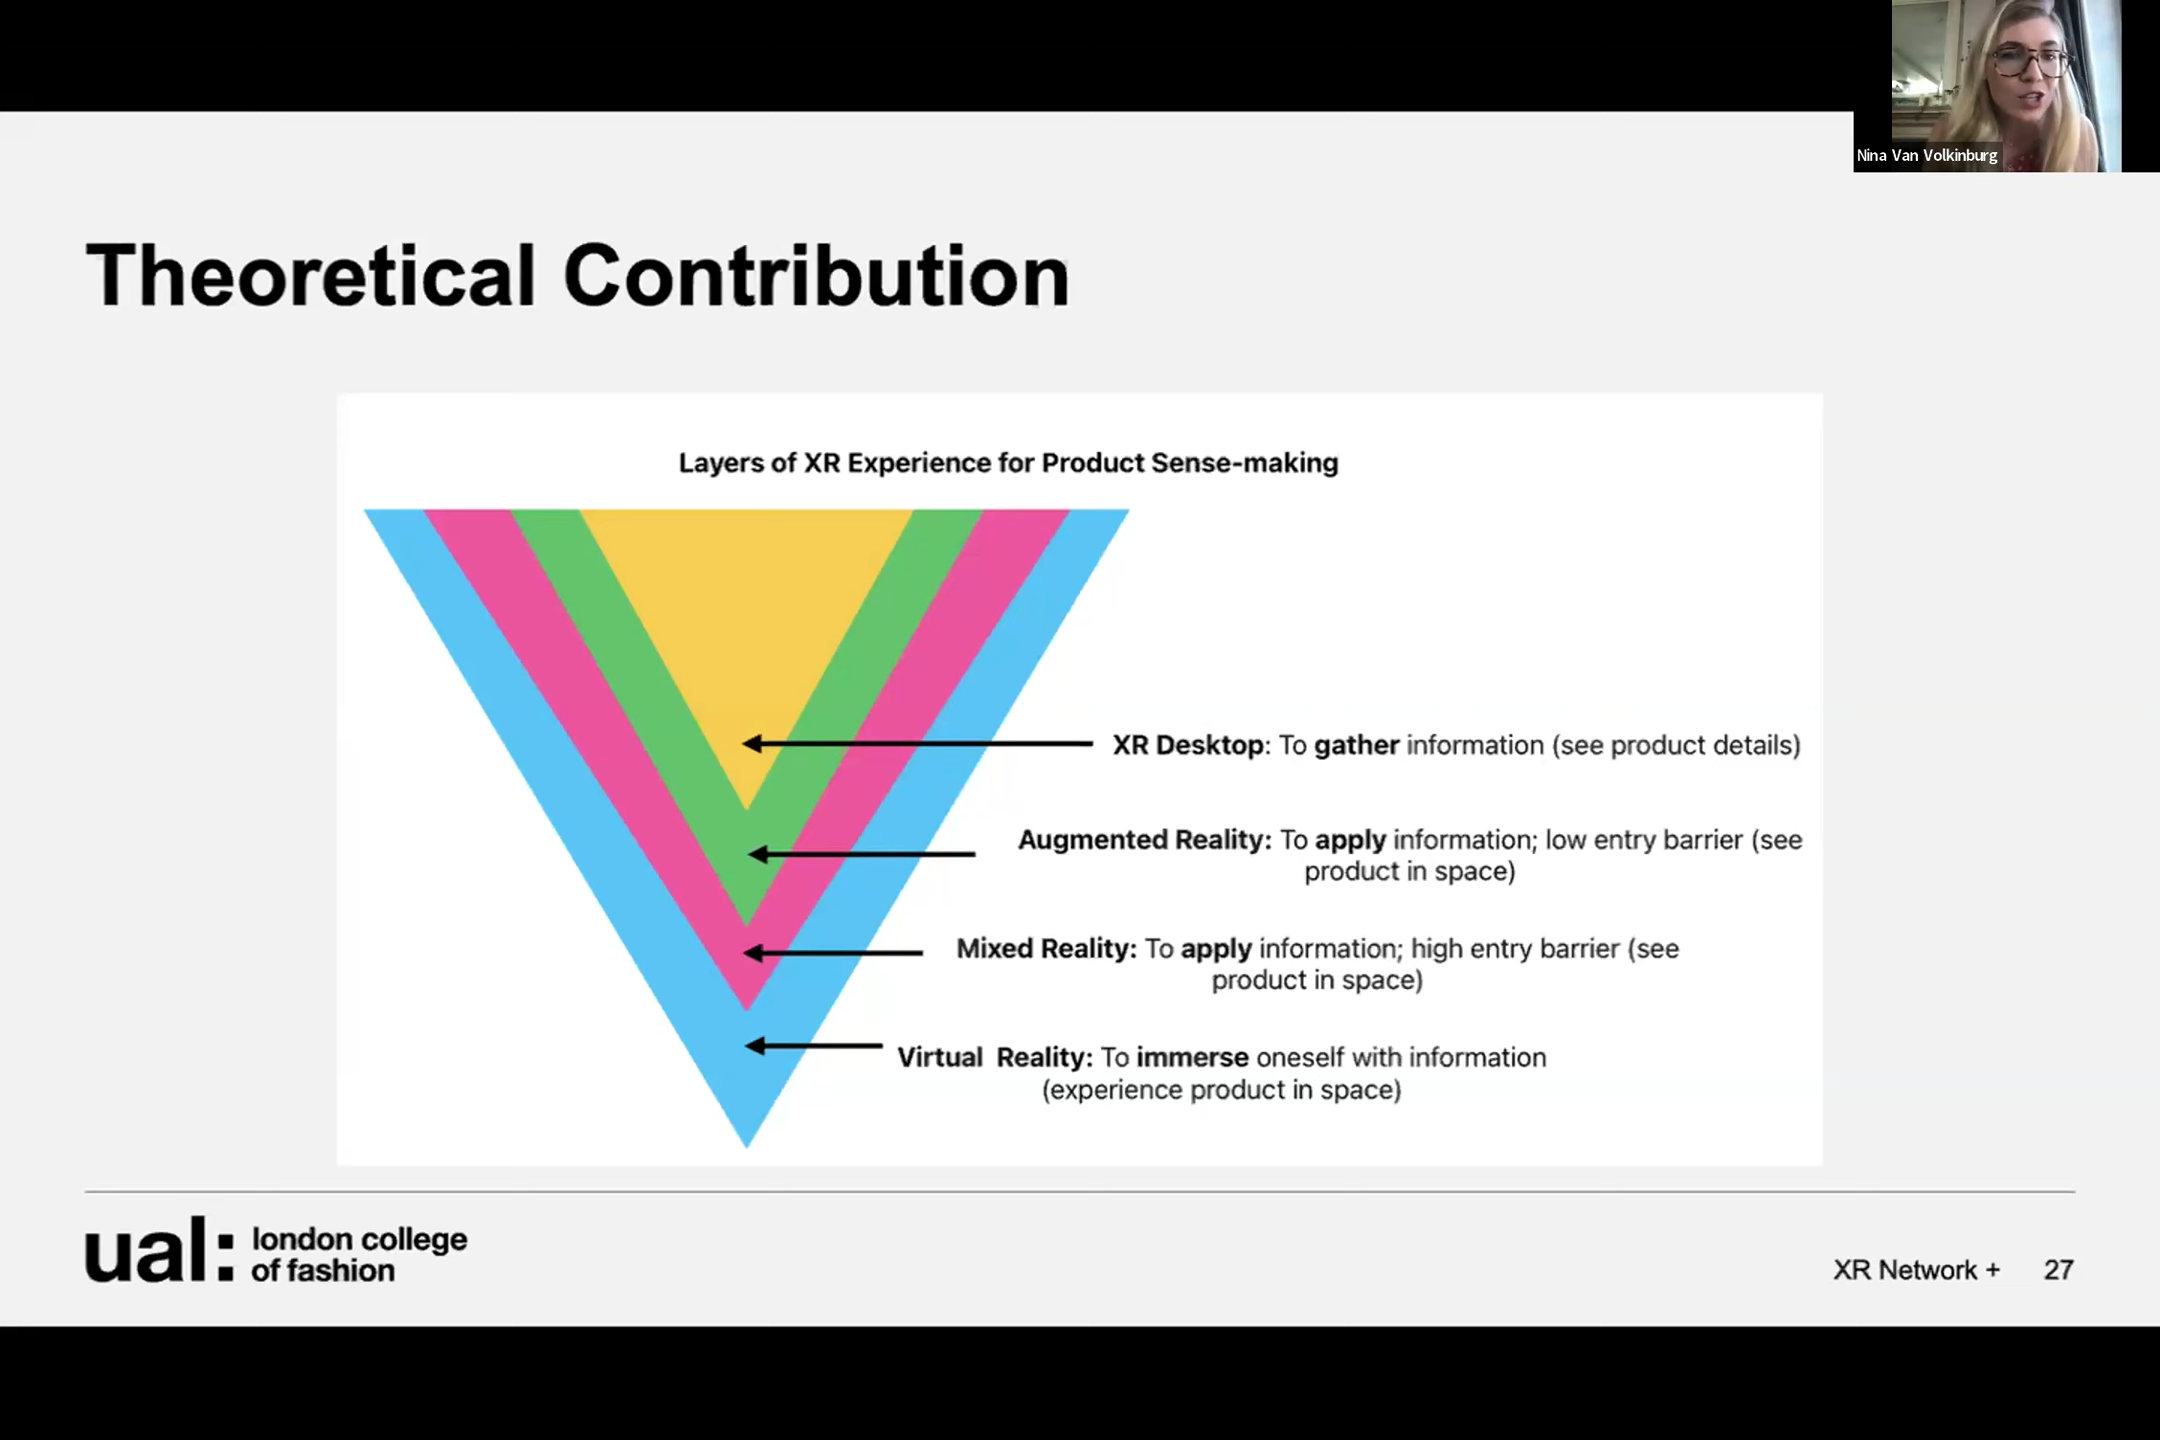 Nina Van Volkinburg
Theoretical Contribution
Layers of XR Experience for Product Sense-making
XR Desktop: To gather information (see product details)
Augmented Reality: To apply information; low entry barrier (see
product in space)
Mixed Reality: To apply information; high entry barrier (see
product in space)
Virtual Reality: To immerse oneself with information
(experience product in space)
ual: london college
of fashion
XR Network + 27